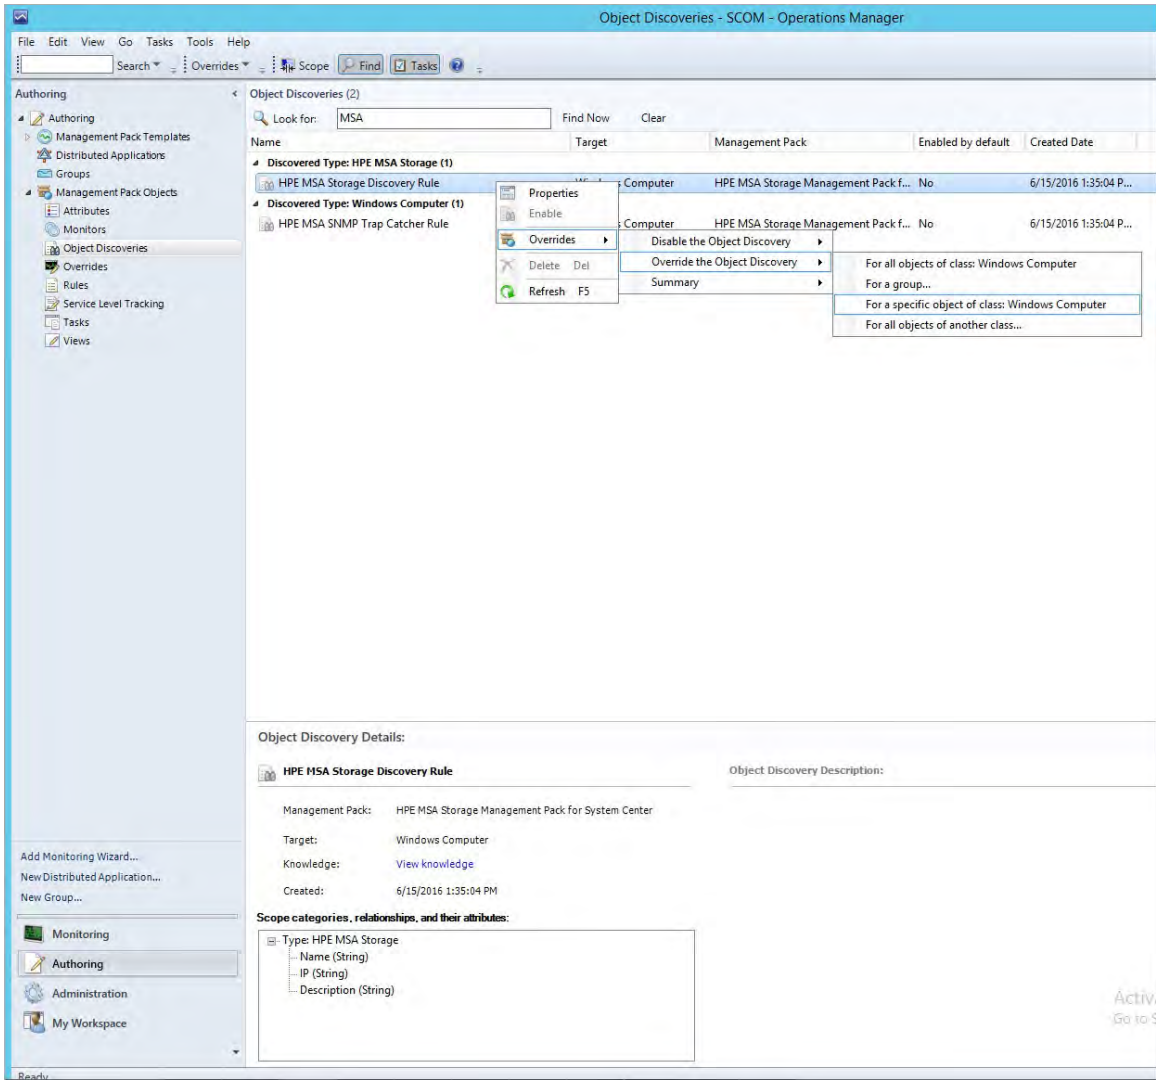 Object Discoveries - SCOM - Operations Manager
File Edit View Go Tasks Tools Help
Search Overrides Scope Find Tasks
Authoring
Authoring
Management Pack Templates
Distributed Applications
Groups
Management Pack Objects
Attributes
Monitors
Object Discoveries
Overrides
Rules
Service Level Tracking
Tasks
Views
Object Discoveries (2)
Look for: MSA Find Now Clear
Name Target Management Pack Enabled by default Created Date
Discovered Type: HPE MSA Storage (1)
HPE MSA Storage Discovery Rule Computer HPE MSA Storage Management Pack f... No 6/15/2016 1:35:04 P...
Discovered Type: Windows Computer (1)
HPE MSA SNMP Trap Catcher Rule Computer HPE MSA Storage Management Pack f... No 6/15/2016 1:35:04 P...
Properties
Enable
Overrides
Delete Del
Refresh F5
Disable the Object Discovery
Override the Object Discovery
Summary
For all objects of class: Windows Computer
For a group...
For a specific object of class: Windows Computer
For all objects of another class...
Object Discovery Details:
HPE MSA Storage Discovery Rule
Object Discovery Description:
Management Pack: HPE MSA Storage Management Pack for System Center
Target: Windows Computer
Knowledge: View knowledge
Created: 6/15/2016 1:35:04 PM
Scope categories, relationships, and their attributes:
Type: HPE MSA Storage
Name (String)
IP (String)
Description (String)
Add Monitoring Wizard...
New Distributed Application...
New Group...
Monitoring
Authoring
Administration
My Workspace
Activ
Go to S
Ready